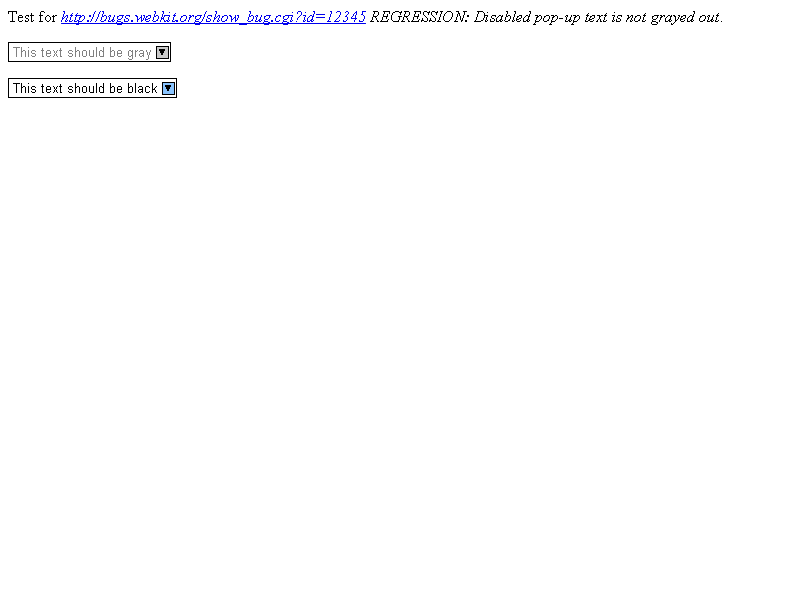 Test for http://bugs.webkit.org/show_bug.cgi?id=12345 REGRESSION: Disabled pop-up text is not grayed out.
This text should be gray
This text should be black